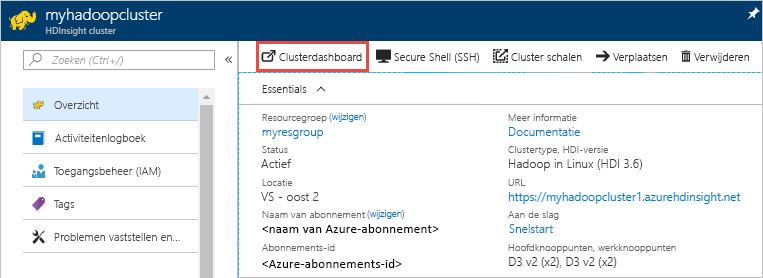 myhadoopcluster
HDInsight cluster
Zoeken (Ctrl+/)
Overzicht
Activiteitenlogboek
Toegangsbeheer (IAM)
Tags
Problemen vaststellen en...
Clusterdashboard Secure Shell (SSH) Cluster schalen Verplaatsen Verwijderen
Essentials
Resourcegroep (wijzigen)
myresgroup
Status
Actief
Locatie
VS - oost 2
Naam van abonnement (wijzigen)
<naam van Azure-abonnement>
Abonnements-id
<Azure-abonnements-id>
Meer informatie
Documentatie
Clustertype, HDI-versie
Hadoop in Linux (HDI 3.6)
URL
https://myhadoopcluster1.azurehdinsight.net
Aan de slag
Snelstart
Hoofdknooppunten, werkknooppunten
D3 v2 (x2), D3 v2 (x2)